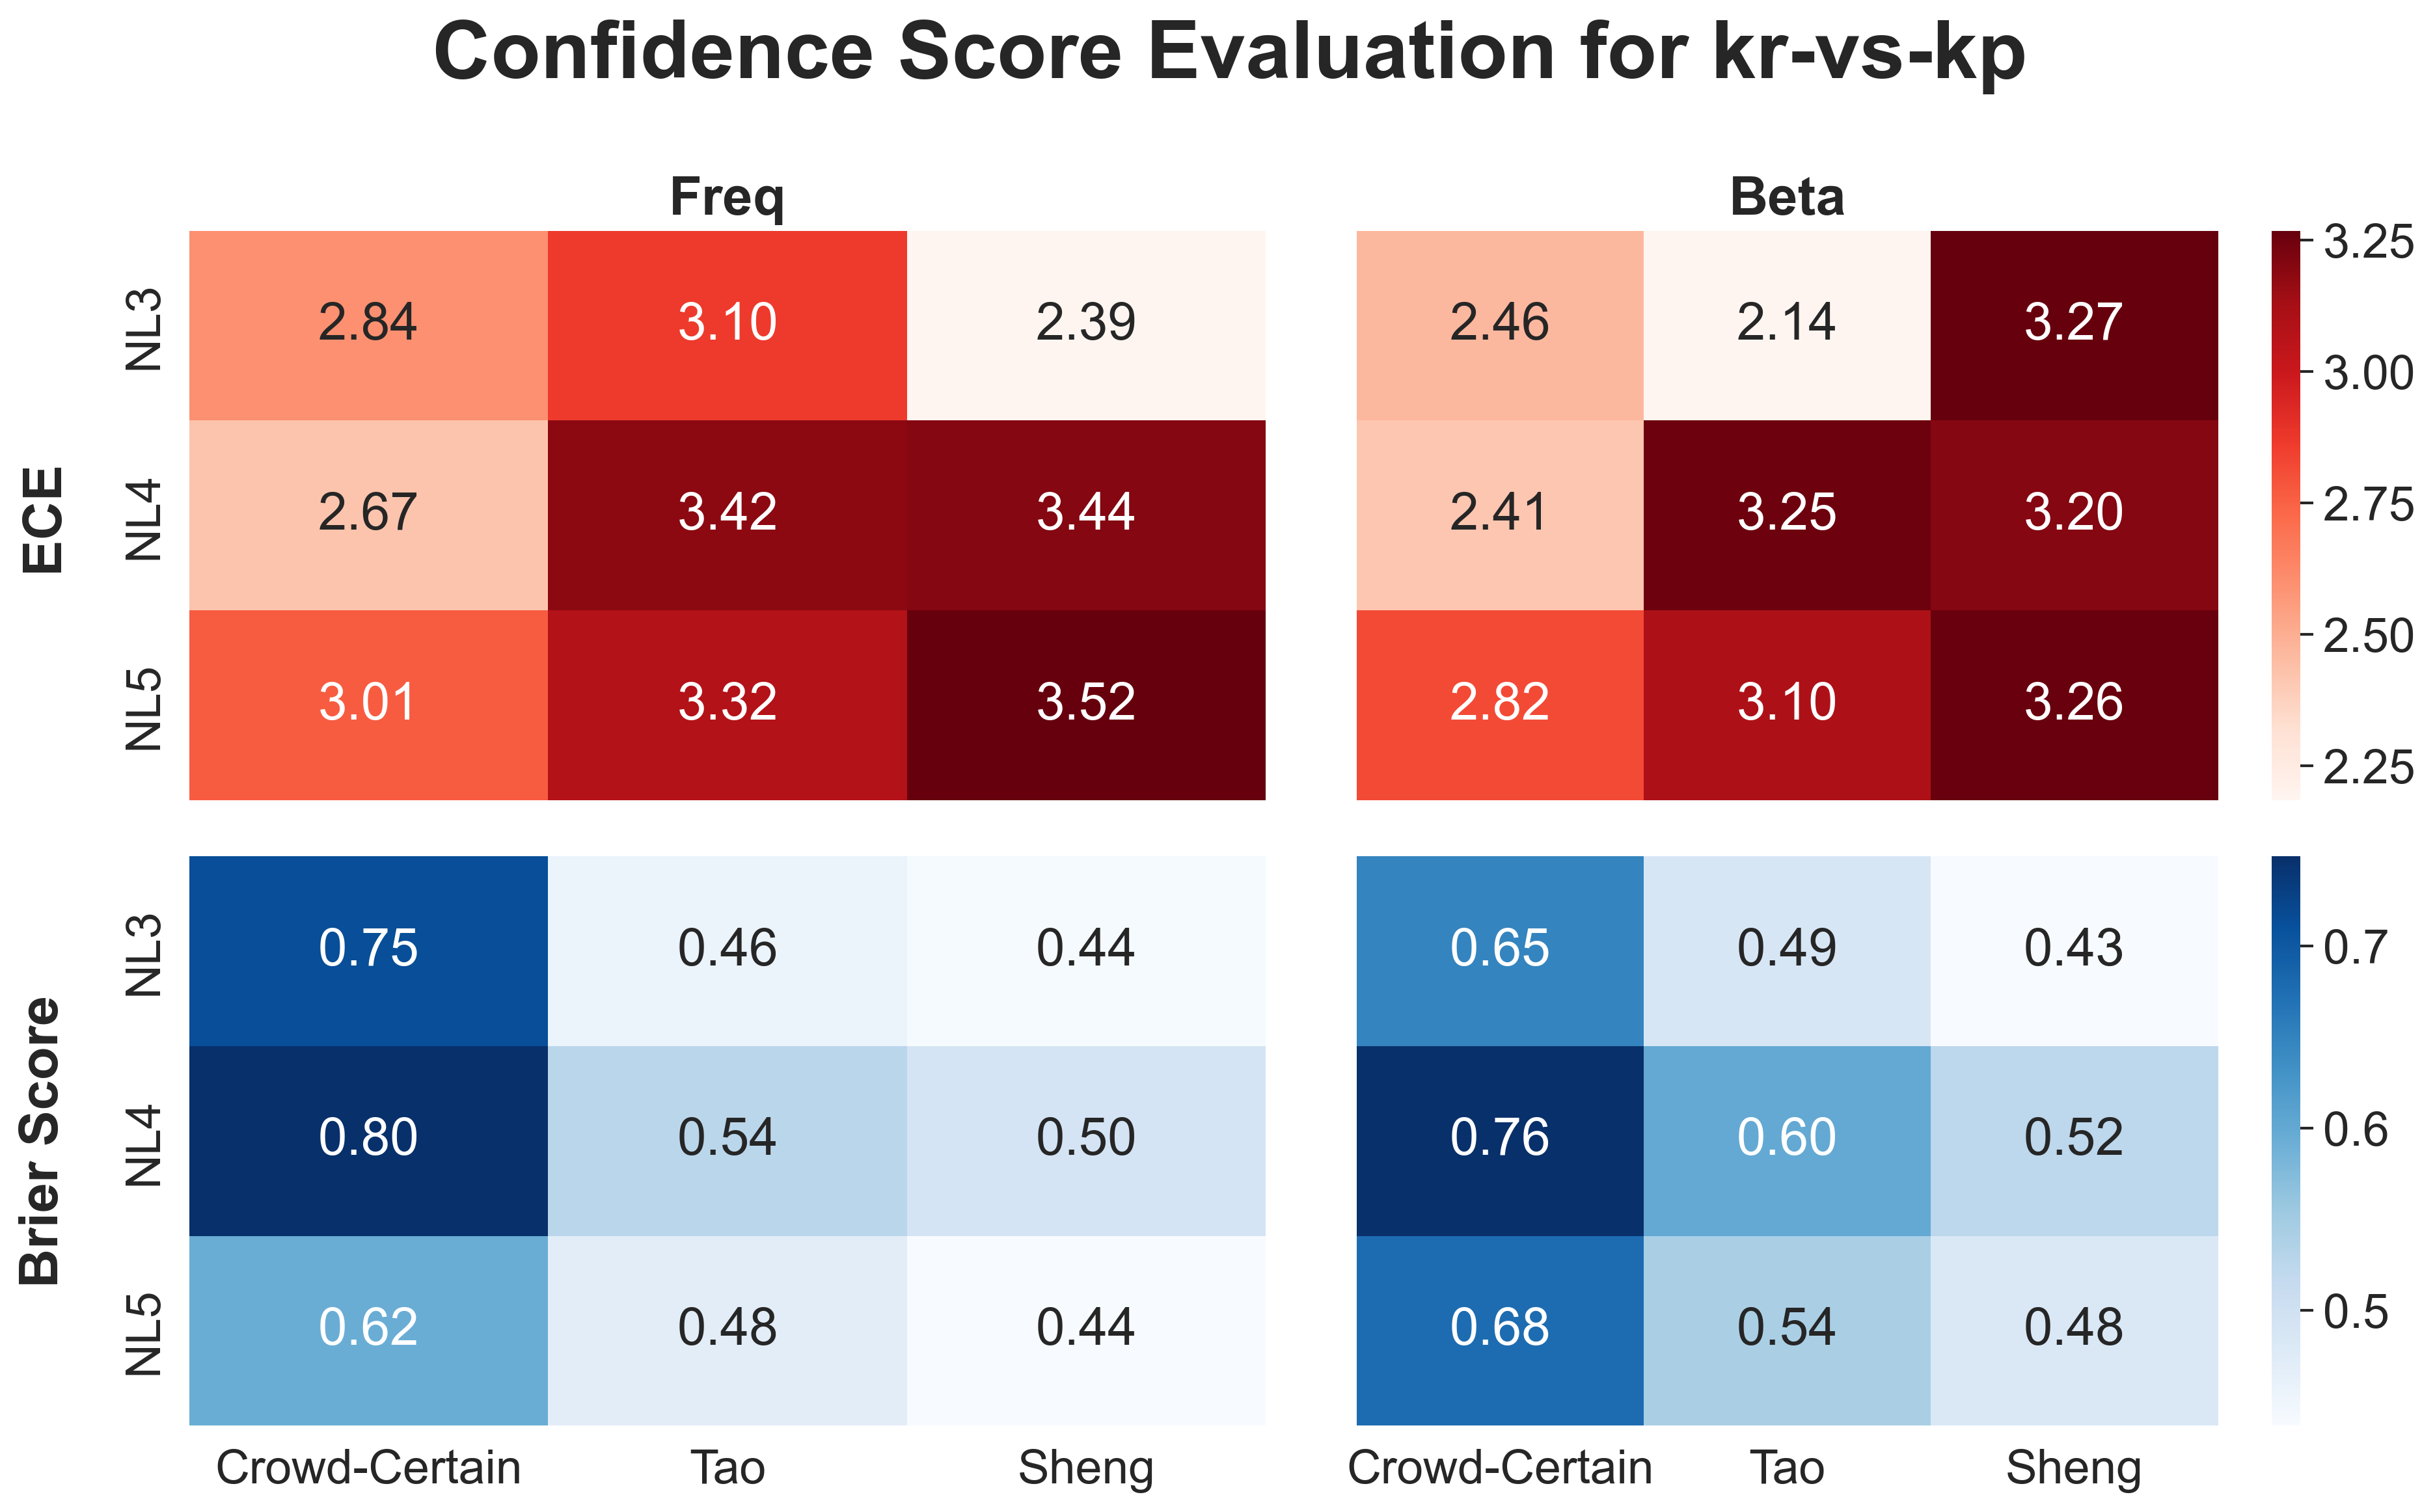 Confidence Score Evaluation for kr-vs-kp
Freq
Beta
ECE
NL3
2.84 3.10 2.39
2.46 2.14 3.27
NL4
2.67 3.42 3.44
2.41 3.25 3.20
NL5
3.01 3.32 3.52
2.82 3.10 3.26
3.25
3.00
2.75
2.50
2.25
Brier Score
NL3
0.75 0.46 0.44
0.65 0.49 0.43
NL4
0.80 0.54 0.50
0.76 0.60 0.52
NL5
0.62 0.48 0.44
0.68 0.54 0.48
0.7
0.6
0.5
Crowd-Certain Tao Sheng
Crowd-Certain Tao Sheng